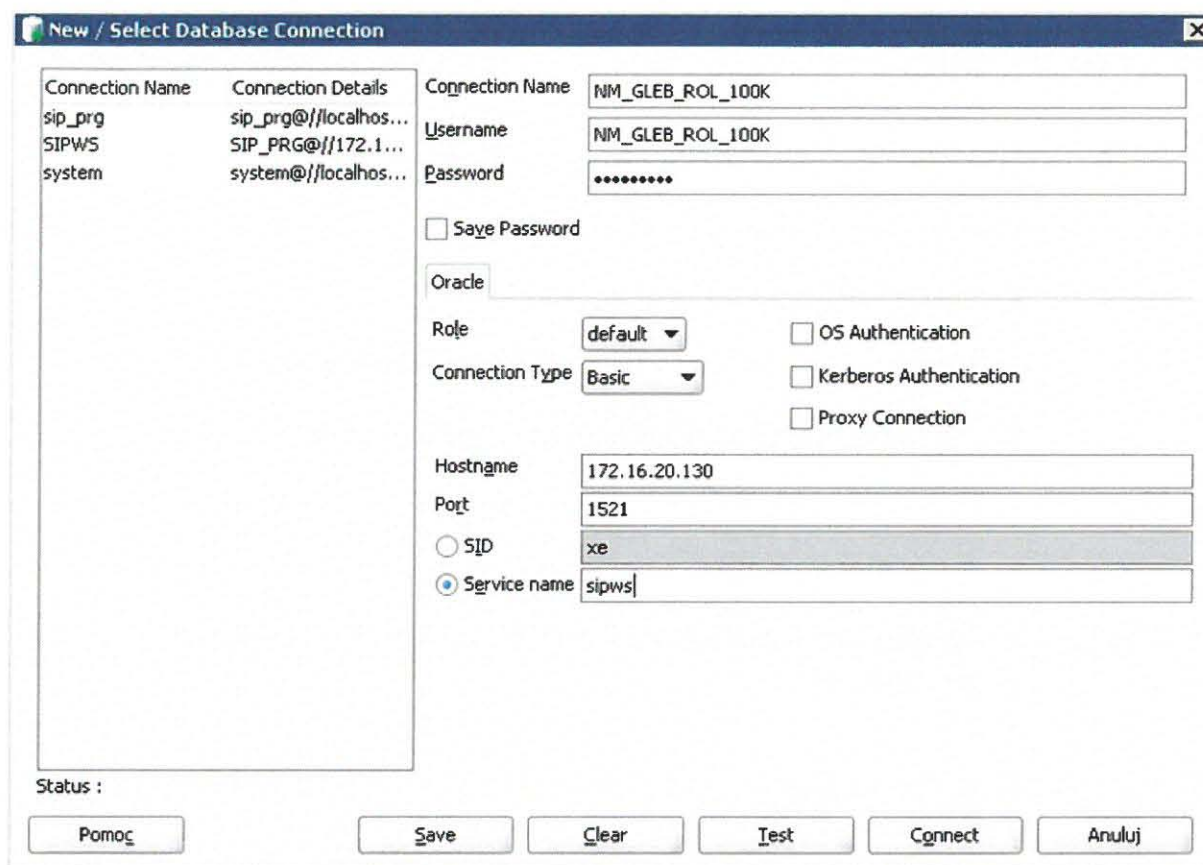 New / Select Database Connection
Connection Name Connection Details
sip_prg sip_prg@//localhos...
SIPWS SIP_PRG@//172.1...
system system@//localhos...
Connection Name NM_GLEB_ROL_100K
Username NM_GLEB_ROL_100K
Password •••••••••
Save Password
Oracle
Role default OS Authentication
Connection Type Basic Kerberos Authentication
Proxy Connection
Hostname 172.16.20.130
Port 1521
SID xe
Service name sipws
Status :
Pomoc Save Clear Test Connect Anuluj